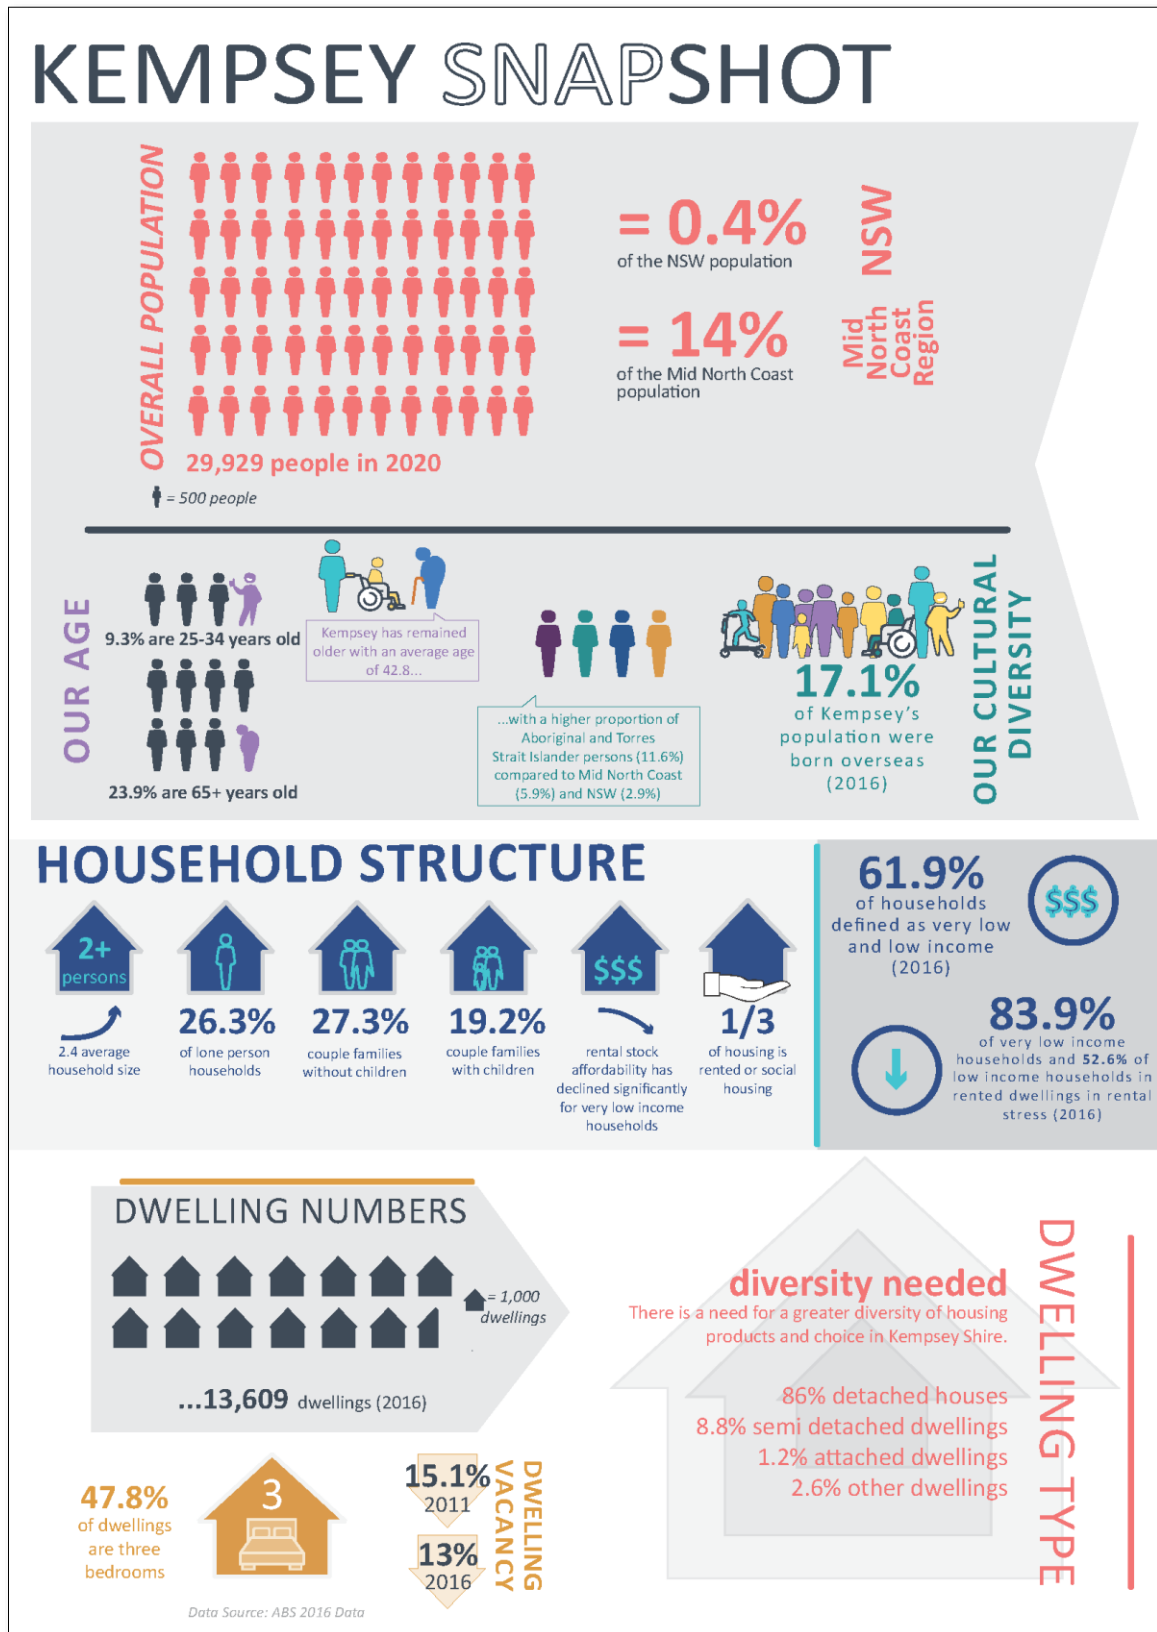 KEMPSEY SNAPSHOT
OVERALL POPULATION
29,929 people in 2020
= 500 people
= 0.4%
of the NSW population
NSW
= 14%
of the Mid North Coast
population
Mid
North
Coast
Region
OUR AGE
9.3% are 25-34 years old
23.9% are 65+ years old
Kempsey has remained
older with an average age
of 42.8...
...with a higher proportion of
Aboriginal and Torres
Strait Islander persons (11.6%)
compared to Mid North Coast
(5.9%) and NSW (2.9%)
17.1%
of Kempsey's
population were
born overseas
(2016)
OUR CULTURAL
DIVERSITY
HOUSEHOLD STRUCTURE
2+
persons
2.4 average
household size
26.3%
of lone person
households
27.3%
couple families
without children
19.2%
couple families
with children
$$$
rental stock
affordability has
declined significantly
for very low income
households
1/3
of housing is
rented or social
housing
61.9%
of households
defined as very low
and low income
(2016)
$$$
83.9%
of very low income
households and 52.6% of
low income households in
rented dwellings in rental
stress (2016)
DWELLING NUMBERS
= 1,000
dwellings
...13,609 dwellings (2016)
47.8%
of dwellings
are three
bedrooms
3
15.1%
2011
13%
2016
DWELLING
VACANCY
Data Source: ABS 2016 Data
diversity needed
There is a need for a greater diversity of housing
products and choice in Kempsey Shire.
86% detached houses
8.8% semi detached dwellings
1.2% attached dwellings
2.6% other dwellings
DWELLING TYPE